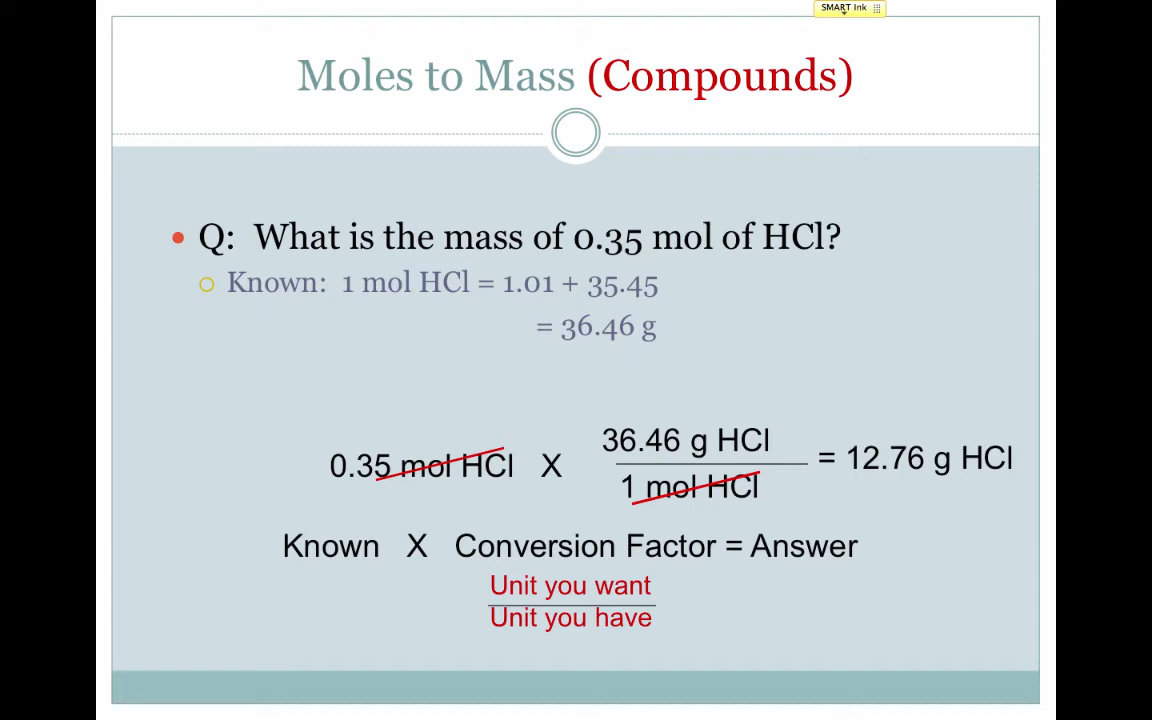 SMART Ink
Moles to Mass (Compounds)
• Q: What is the mass of 0.35 mol of HCl?
○ Known: 1 mol HCl = 1.01 + 35.45
= 36.46 g
36.46 g HCl
0.35 mol HCl X = 12.76 g HCl
1 mol HCl
Known X Conversion Factor = Answer
Unit you want
Unit you have